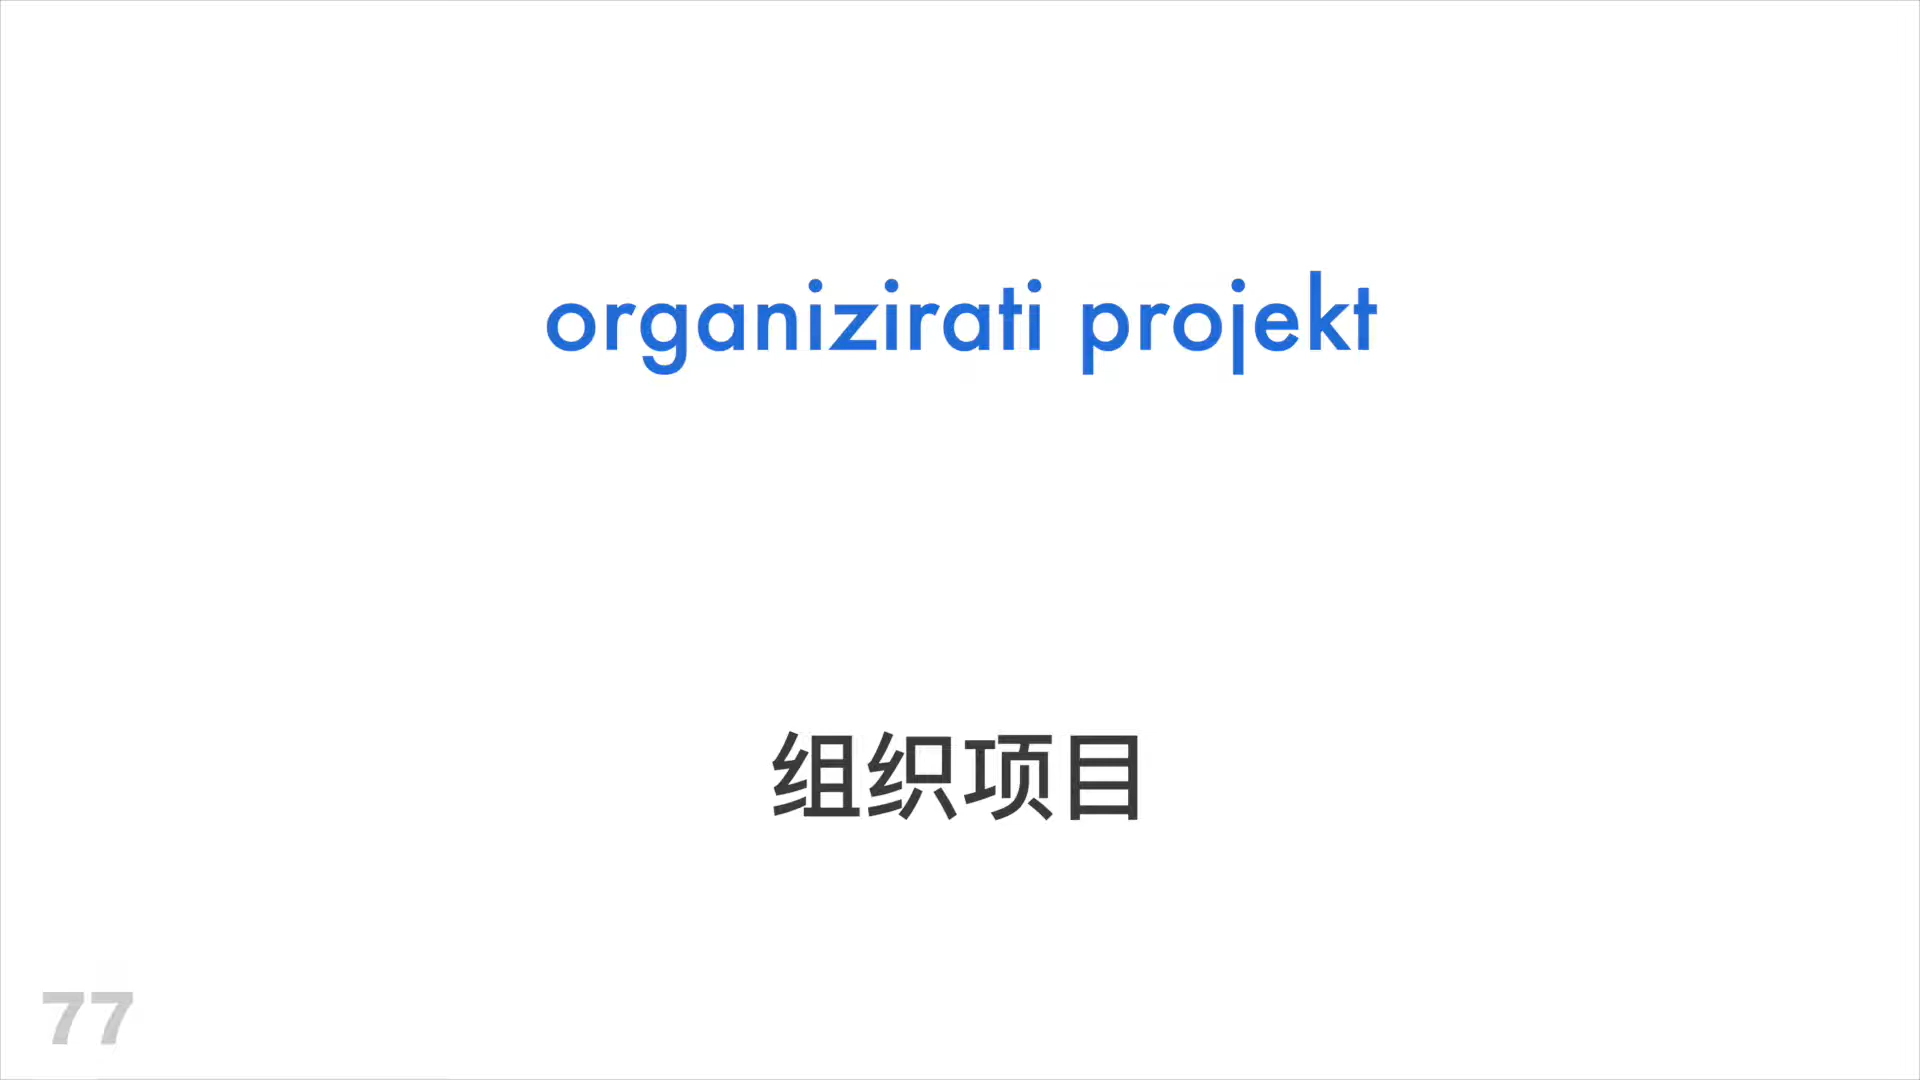 organizirati projekt
组织项目
77